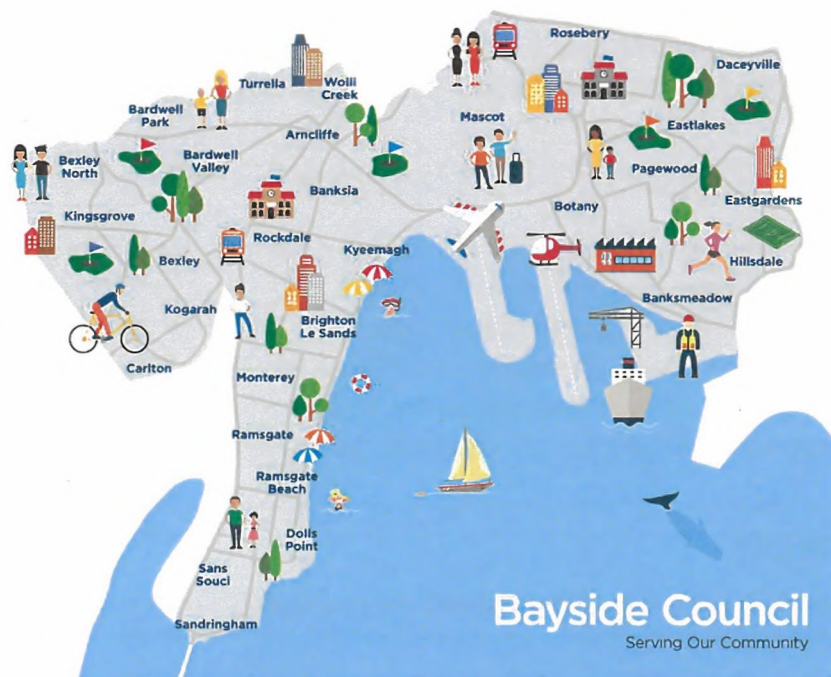 Rosebery
Daceyville
Turrella
Wolli
Creek
Bardwell
Park
Mascot
Arncliffe
Eastlakes
Bexley
North
Bardwell
Valley
Pagewood
Banksia
Eastgardens
Kingsgrove
Botany
Rockdale
Kyeemagh
Bexley
Hillsdale
Banksmeadow
Kogarah
Brighton
Le Sands
Carlton
Monterey
Ramsgate
Ramsgate
Beach
Dolls
Point
Sans
Souci
Sandringham
Bayside Council
Serving Our Community